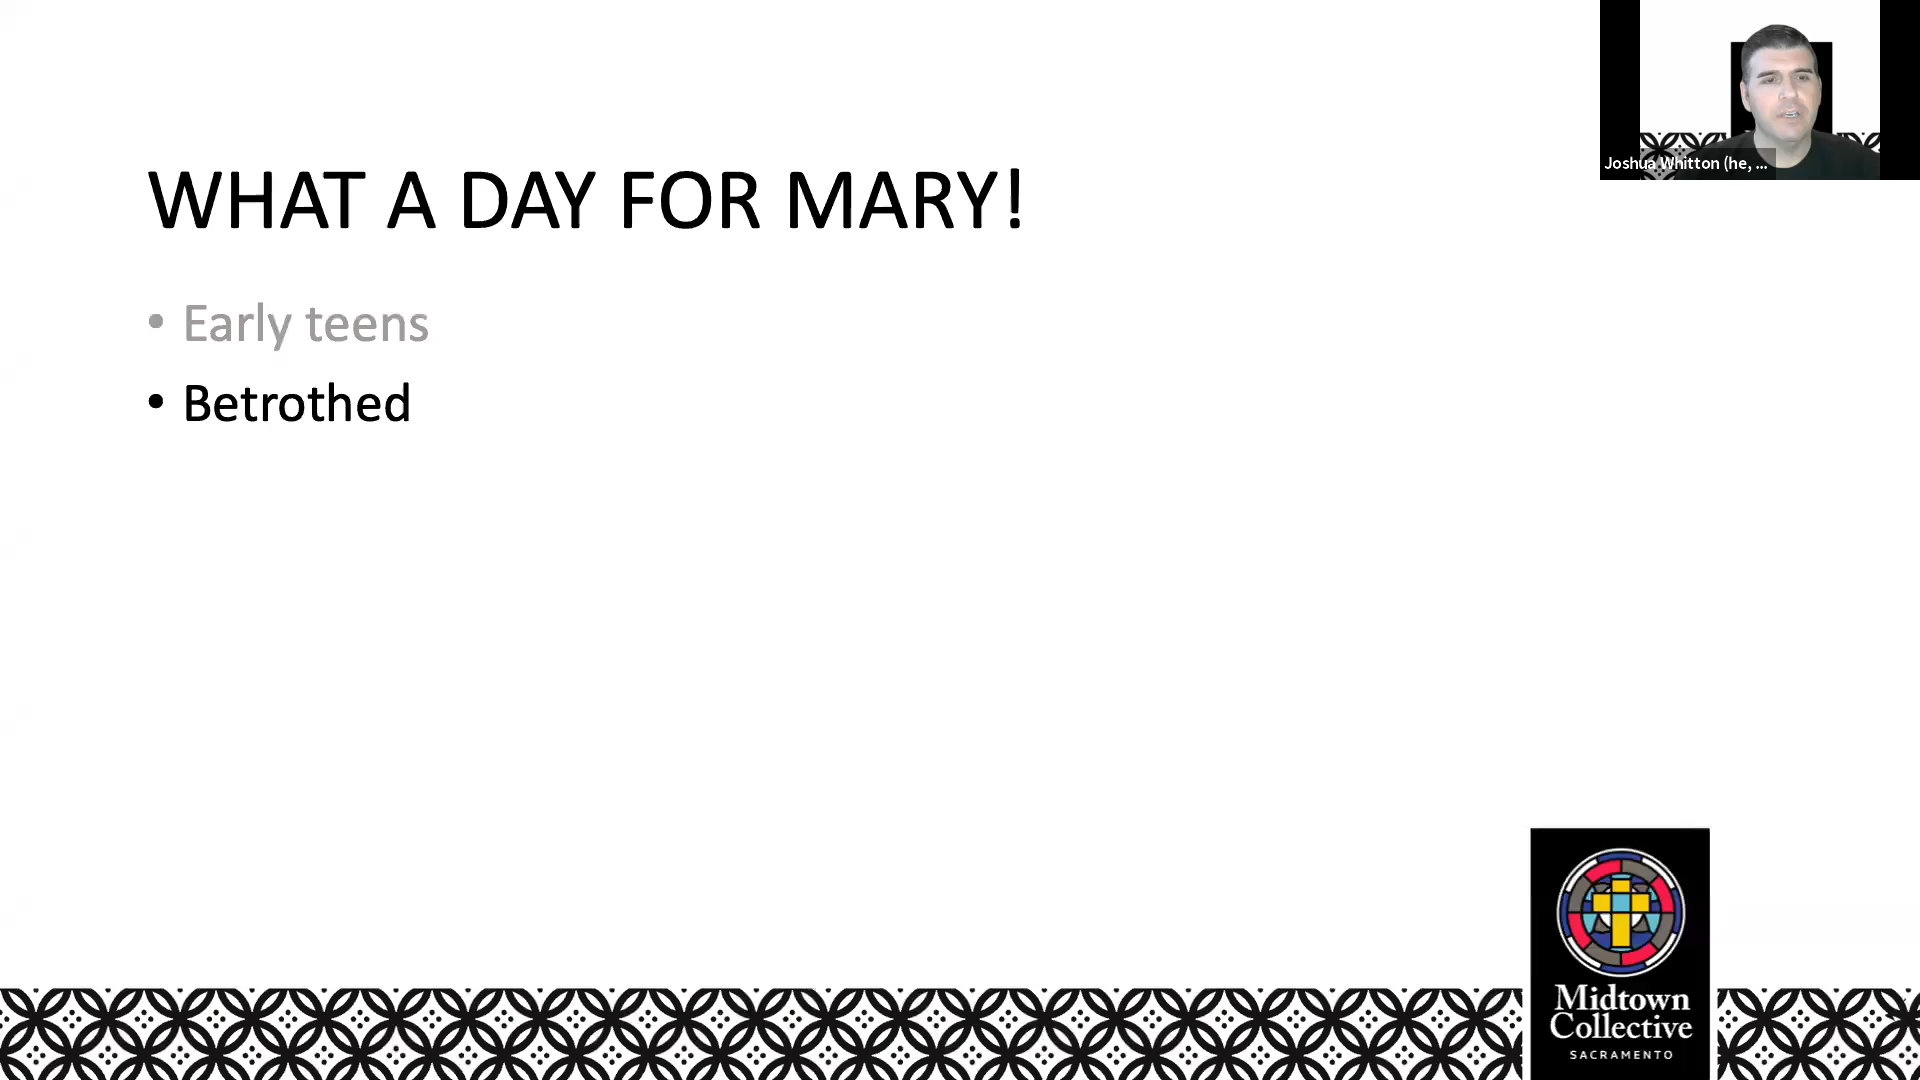 WHAT A DAY FOR MARY!
Joshua Whitton (he, ...
• Early teens
• Betrothed
Midtown
Collective
SACRAMENTO